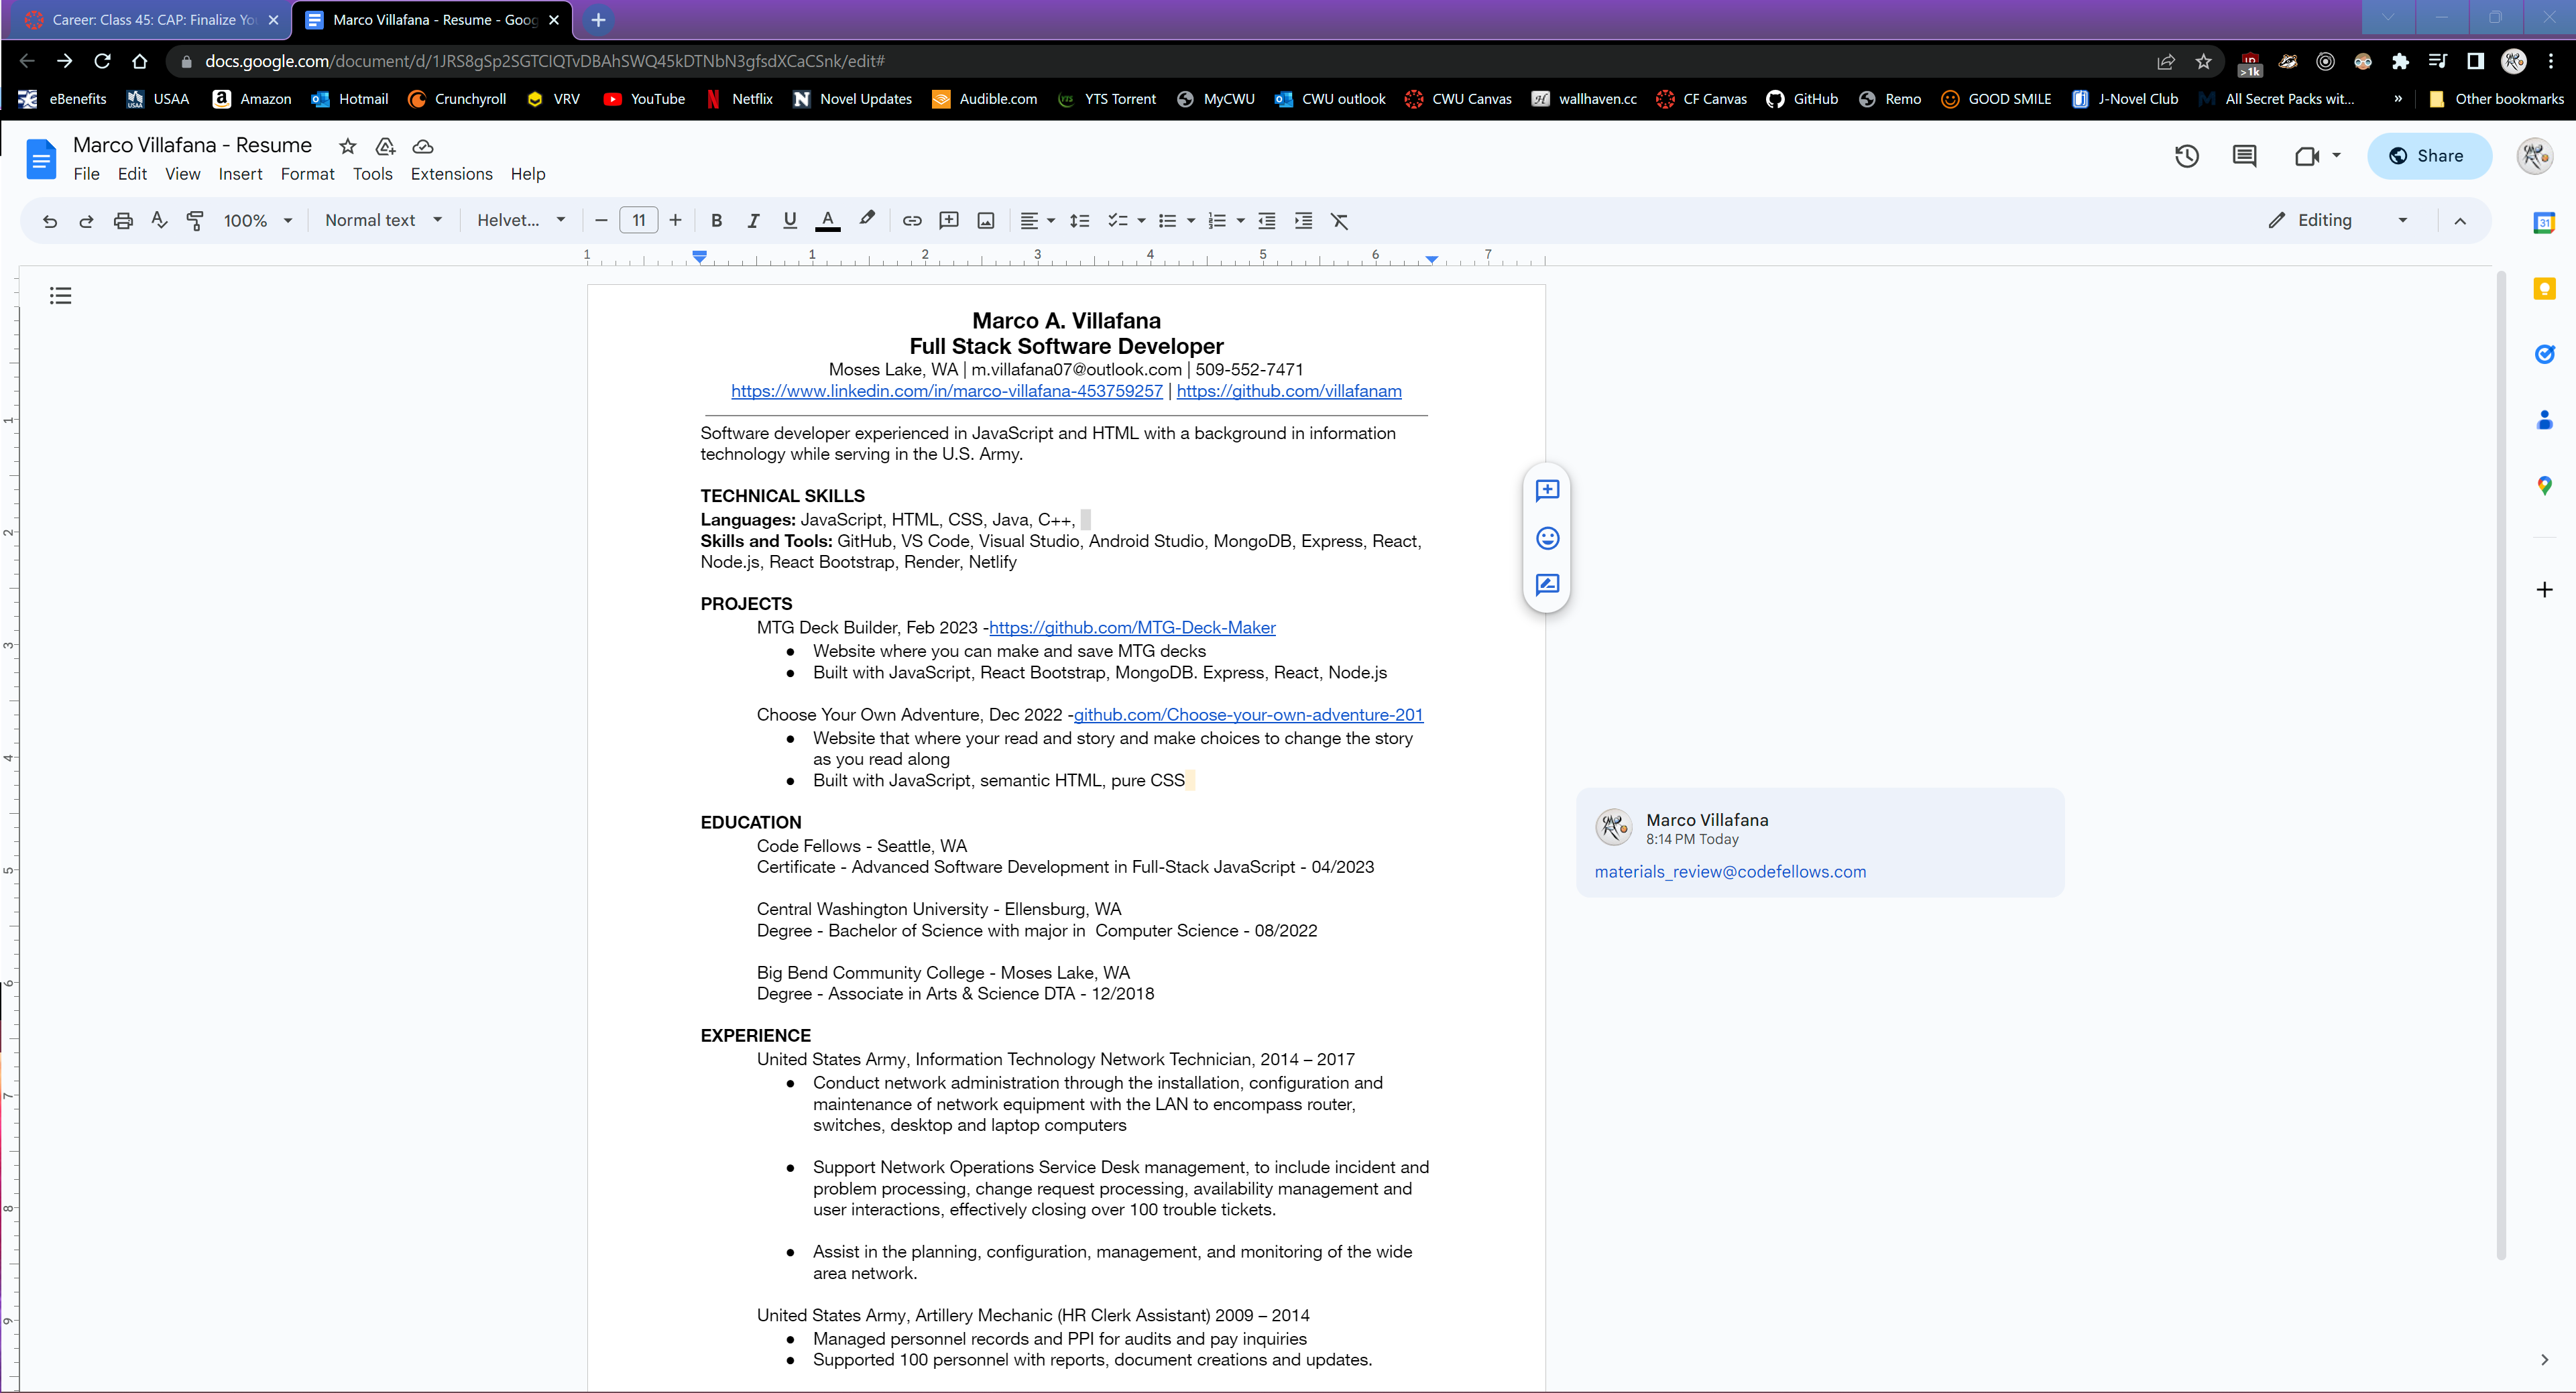 Career: Class 45: CAP: Finalize Yo
Marco Villafana - Resume - Goog
docs.google.com/document/d/1JRS8gSp2SGTCIQTvDBAhSWQ45kDTNbN3gfsdXCaCSnk/edit#
>1k
eBenefits USAA Amazon Hotmail Crunchyroll VRV YouTube Netflix Novel Updates Audible.com YTS Torrent MyCWU CWU outlook CWU Canvas wallhaven.cc CF Canvas GitHub Remo GOOD SMILE J-Novel Club All Secret Packs wit... » Other bookmarks
Marco Villafana - Resume
File Edit View Insert Format Tools Extensions Help
Share
100% Normal text Helvet... 11 B I U A Editing
31
1 1 2 3 4 5 6 7
Marco A. Villafana
Full Stack Software Developer
Moses Lake, WA | m.villafana07@outlook.com | 509-552-7471
https://www.linkedin.com/in/marco-villafana-453759257 | https://github.com/villafanam
Software developer experienced in JavaScript and HTML with a background in information
technology while serving in the U.S. Army.
TECHNICAL SKILLS
Languages: JavaScript, HTML, CSS, Java, C++,
Skills and Tools: GitHub, VS Code, Visual Studio, Android Studio, MongoDB, Express, React,
Node.js, React Bootstrap, Render, Netlify
PROJECTS
MTG Deck Builder, Feb 2023 -https://github.com/MTG-Deck-Maker
● Website where you can make and save MTG decks
● Built with JavaScript, React Bootstrap, MongoDB. Express, React, Node.js
Choose Your Own Adventure, Dec 2022 -github.com/Choose-your-own-adventure-201
● Website that where your read and story and make choices to change the story
as you read along
● Built with JavaScript, semantic HTML, pure CSS
EDUCATION
Code Fellows - Seattle, WA
Certificate - Advanced Software Development in Full-Stack JavaScript - 04/2023
Central Washington University - Ellensburg, WA
Degree - Bachelor of Science with major in  Computer Science - 08/2022
Big Bend Community College - Moses Lake, WA
Degree - Associate in Arts & Science DTA - 12/2018
EXPERIENCE
United States Army, Information Technology Network Technician, 2014 – 2017
● Conduct network administration through the installation, configuration and
maintenance of network equipment with the LAN to encompass router,
switches, desktop and laptop computers
● Support Network Operations Service Desk management, to include incident and
problem processing, change request processing, availability management and
user interactions, effectively closing over 100 trouble tickets.
● Assist in the planning, configuration, management, and monitoring of the wide
area network.
United States Army, Artillery Mechanic (HR Clerk Assistant) 2009 – 2014
● Managed personnel records and PPI for audits and pay inquiries
● Supported 100 personnel with reports, document creations and updates.
Marco Villafana
8:14 PM Today
materials_review@codefellows.com
1
2
3
4
5
6
7
8
9